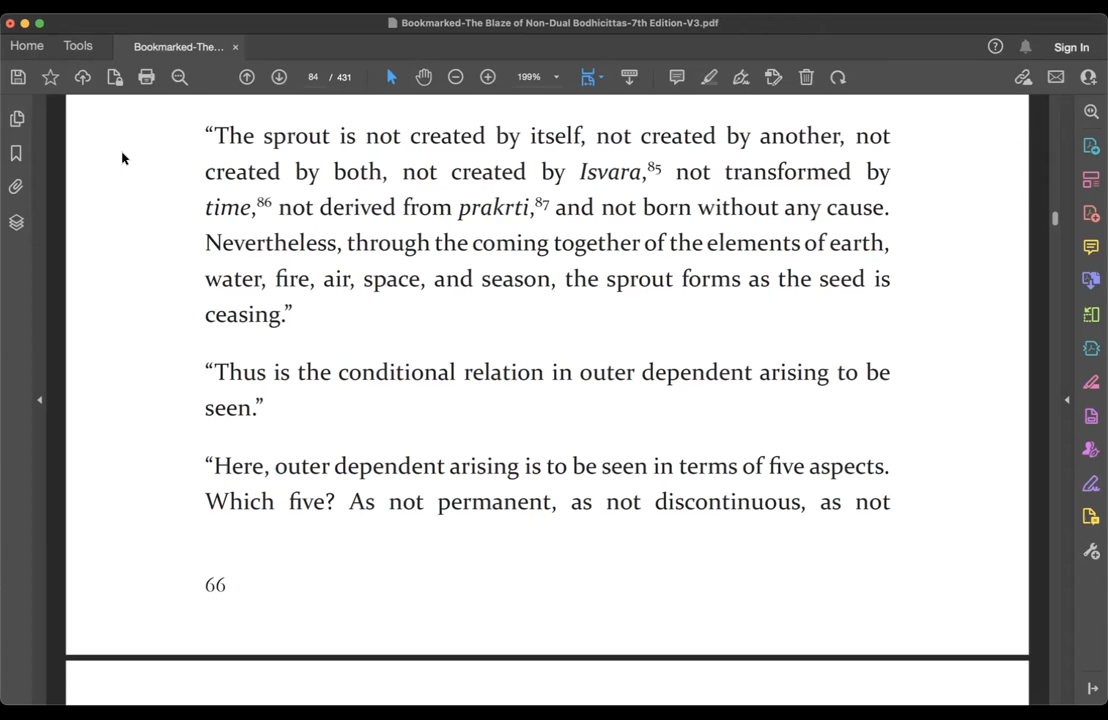 Bookmarked-The Blaze of Non-Dual Bodhicittas-7th Edition-V3.pdf
Home Tools Bookmarked-The... × Sign In
84 / 431 199%
“The sprout is not created by itself, not created by another, not
created by both, not created by Isvara,⁸⁵ not transformed by
time,⁸⁶ not derived from prakrti,⁸⁷ and not born without any cause.
Nevertheless, through the coming together of the elements of earth,
water, fire, air, space, and season, the sprout forms as the seed is
ceasing.”
“Thus is the conditional relation in outer dependent arising to be
seen.”
“Here, outer dependent arising is to be seen in terms of five aspects.
Which five? As not permanent, as not discontinuous, as not
66